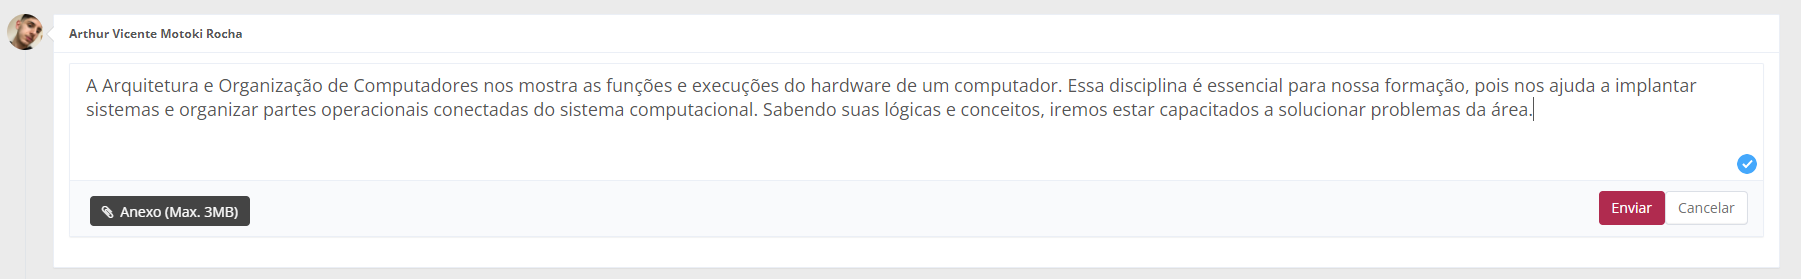 Arthur Vicente Motoki Rocha
A Arquitetura e Organização de Computadores nos mostra as funções e execuções do hardware de um computador. Essa disciplina é essencial para nossa formação, pois nos ajuda a implantar
sistemas e organizar partes operacionais conectadas do sistema computacional. Sabendo suas lógicas e conceitos, iremos estar capacitados a solucionar problemas da área.
Anexo (Max. 3MB)
Enviar
Cancelar